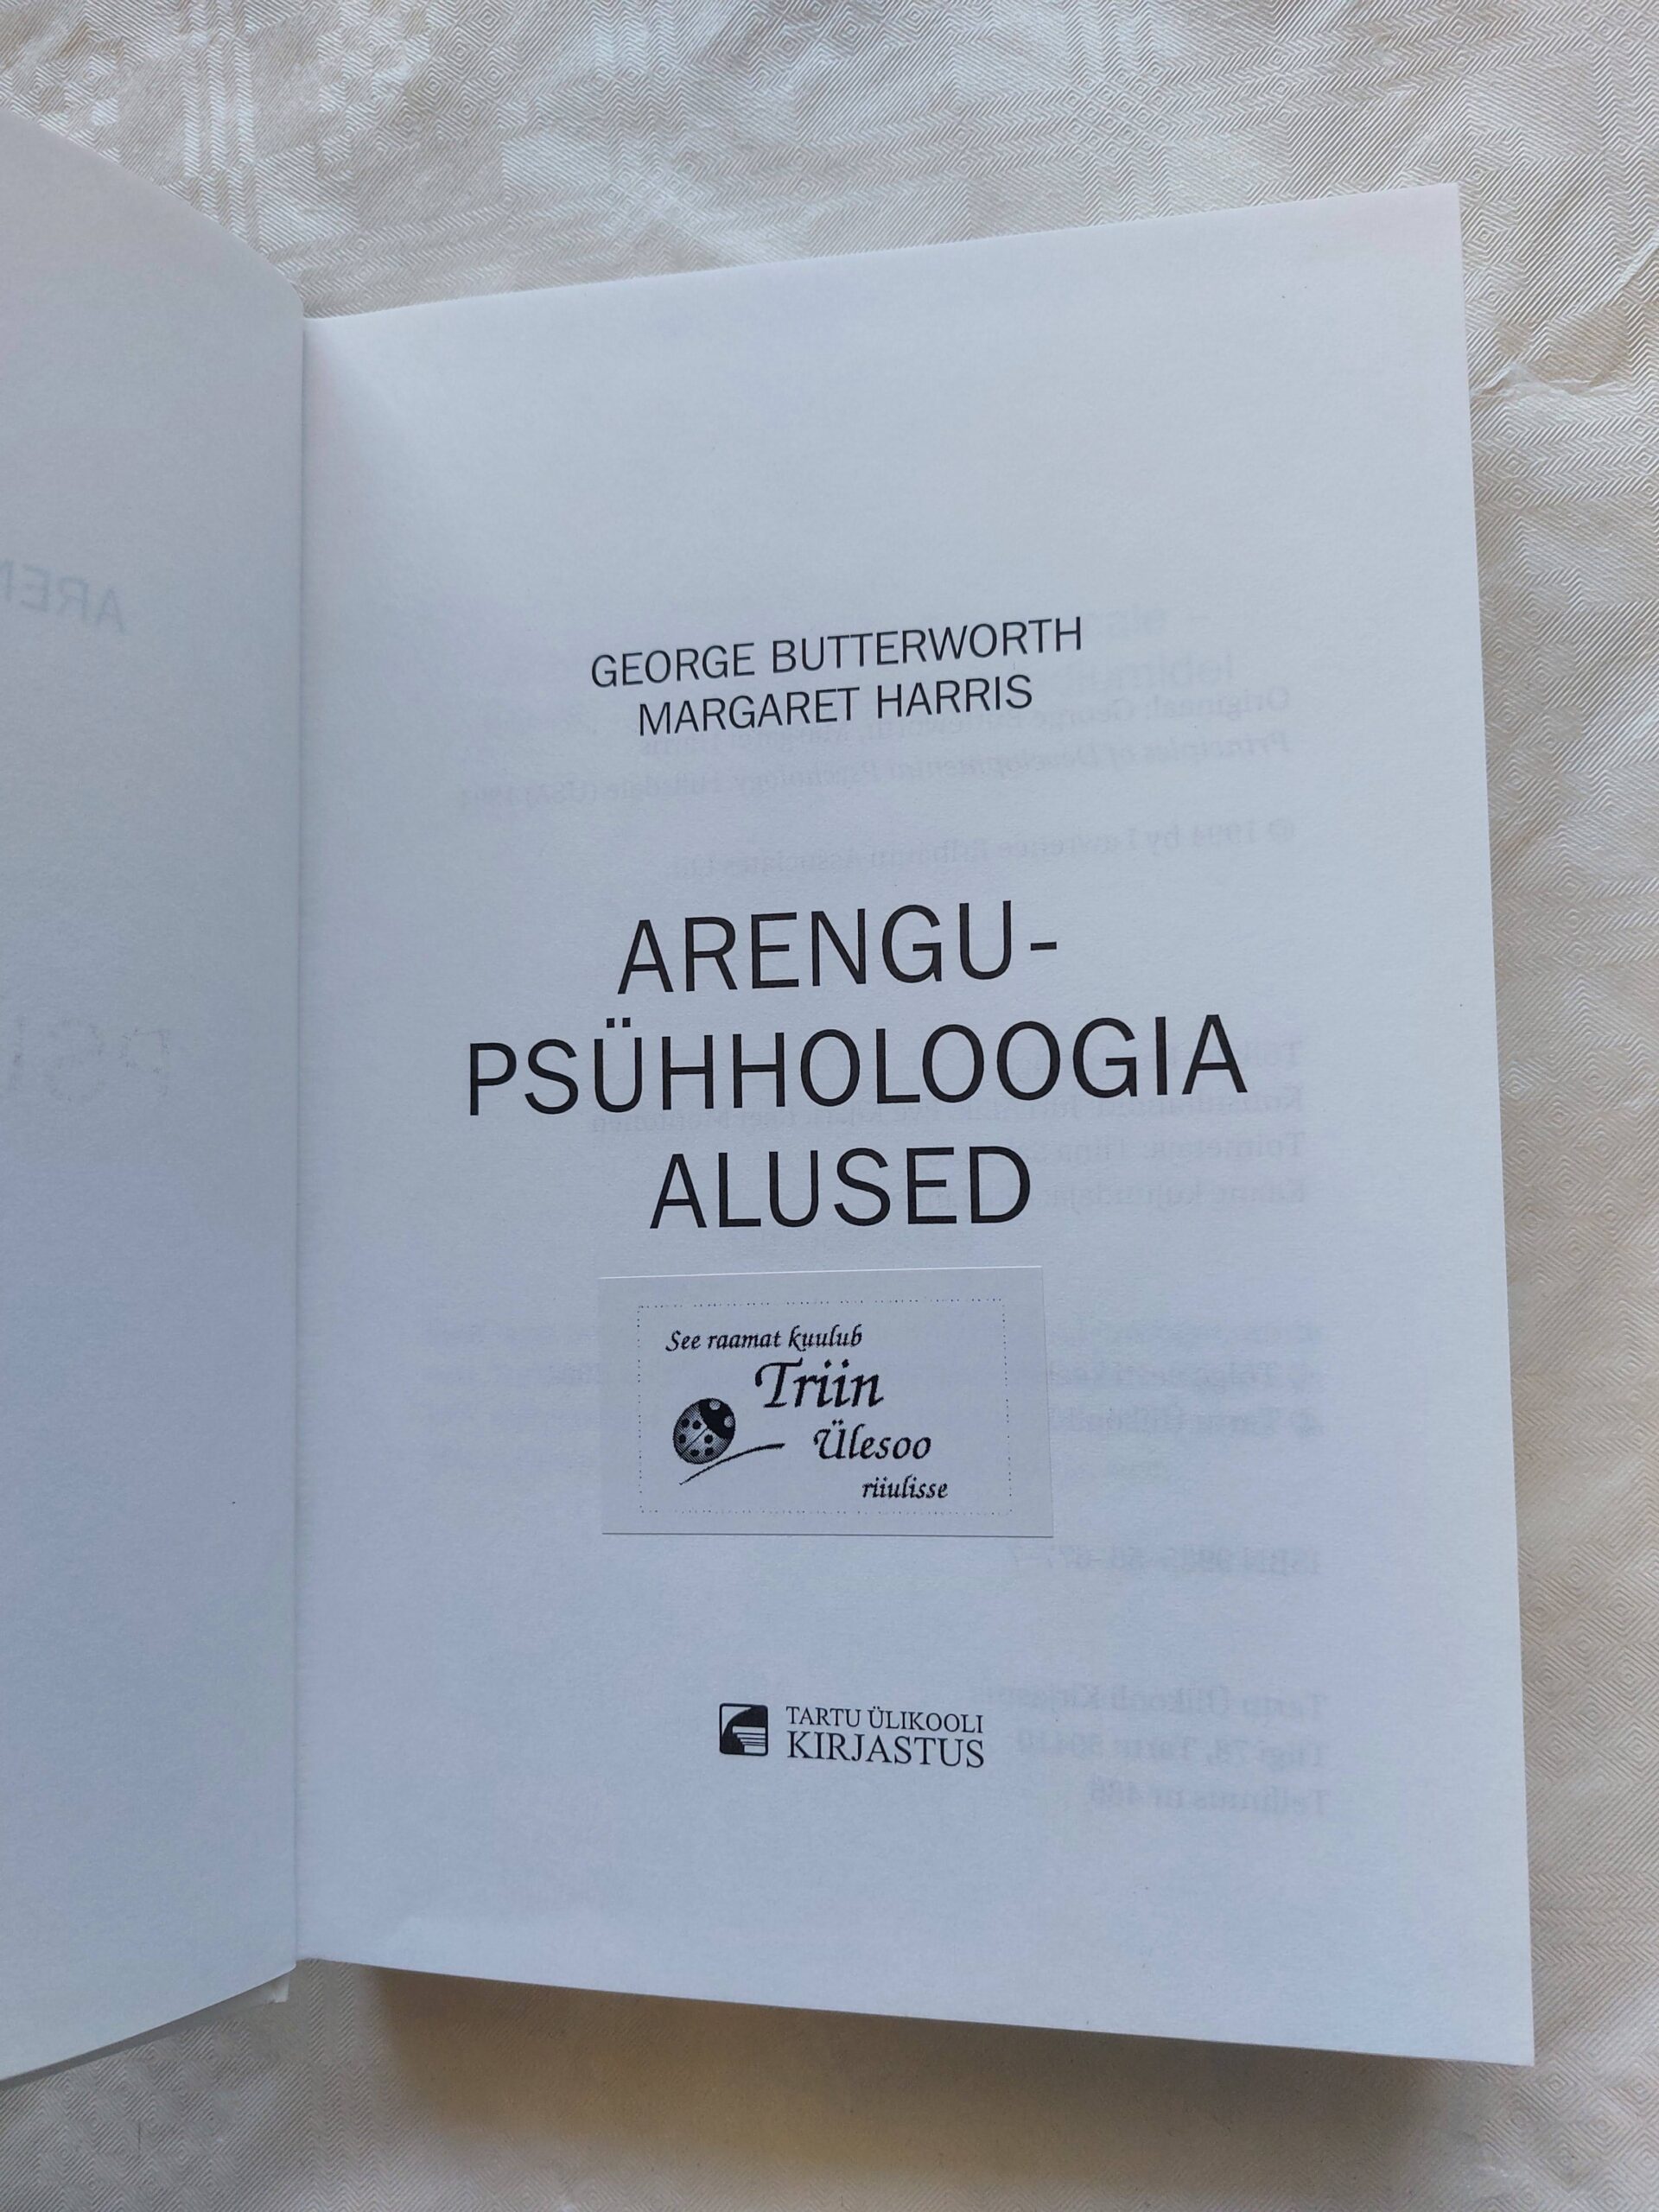 GEORGE BUTTERWORTH
MARGARET HARRIS
ARENGU-
PSÜHHOLOOGIA
ALUSED
See raamat kuulub
Triin
Ülesoo
riiulisse
TARTU ÜLIKOOLI
KIRJASTUS